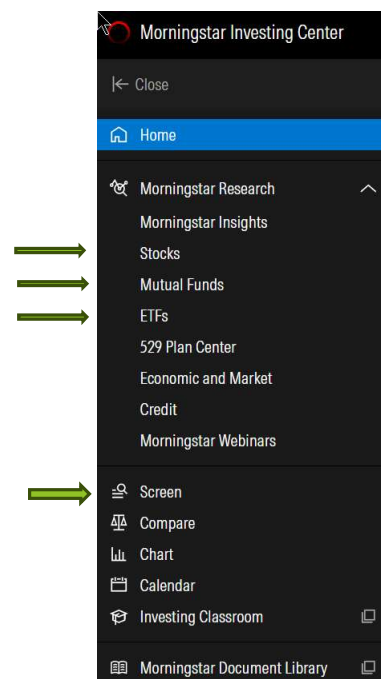 Morningstar Investing Center
Close
Home
Morningstar Research
Morningstar Insights
Stocks
Mutual Funds
ETFs
529 Plan Center
Economic and Market
Credit
Morningstar Webinars
Screen
Compare
Chart
Calendar
Investing Classroom
Morningstar Document Library